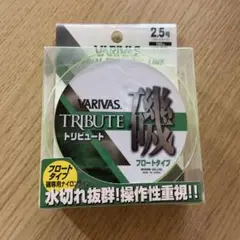 VARIVAS
2.5号
VARIVAS
TRIBUTE
トリビュート
磯
フロートタイプ
フロート
タイプ
磯専用ナイロン
水切れ抜群!操作性重視!!